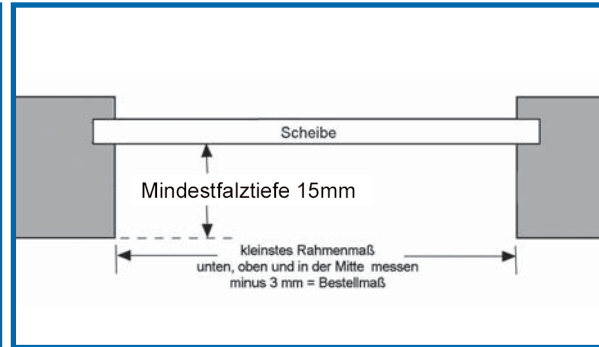 Scheibe
Mindestfalztiefe 15mm
kleinstes Rahmenmaß
unten, oben und in der Mitte messen
minus 3 mm = Bestellmaß